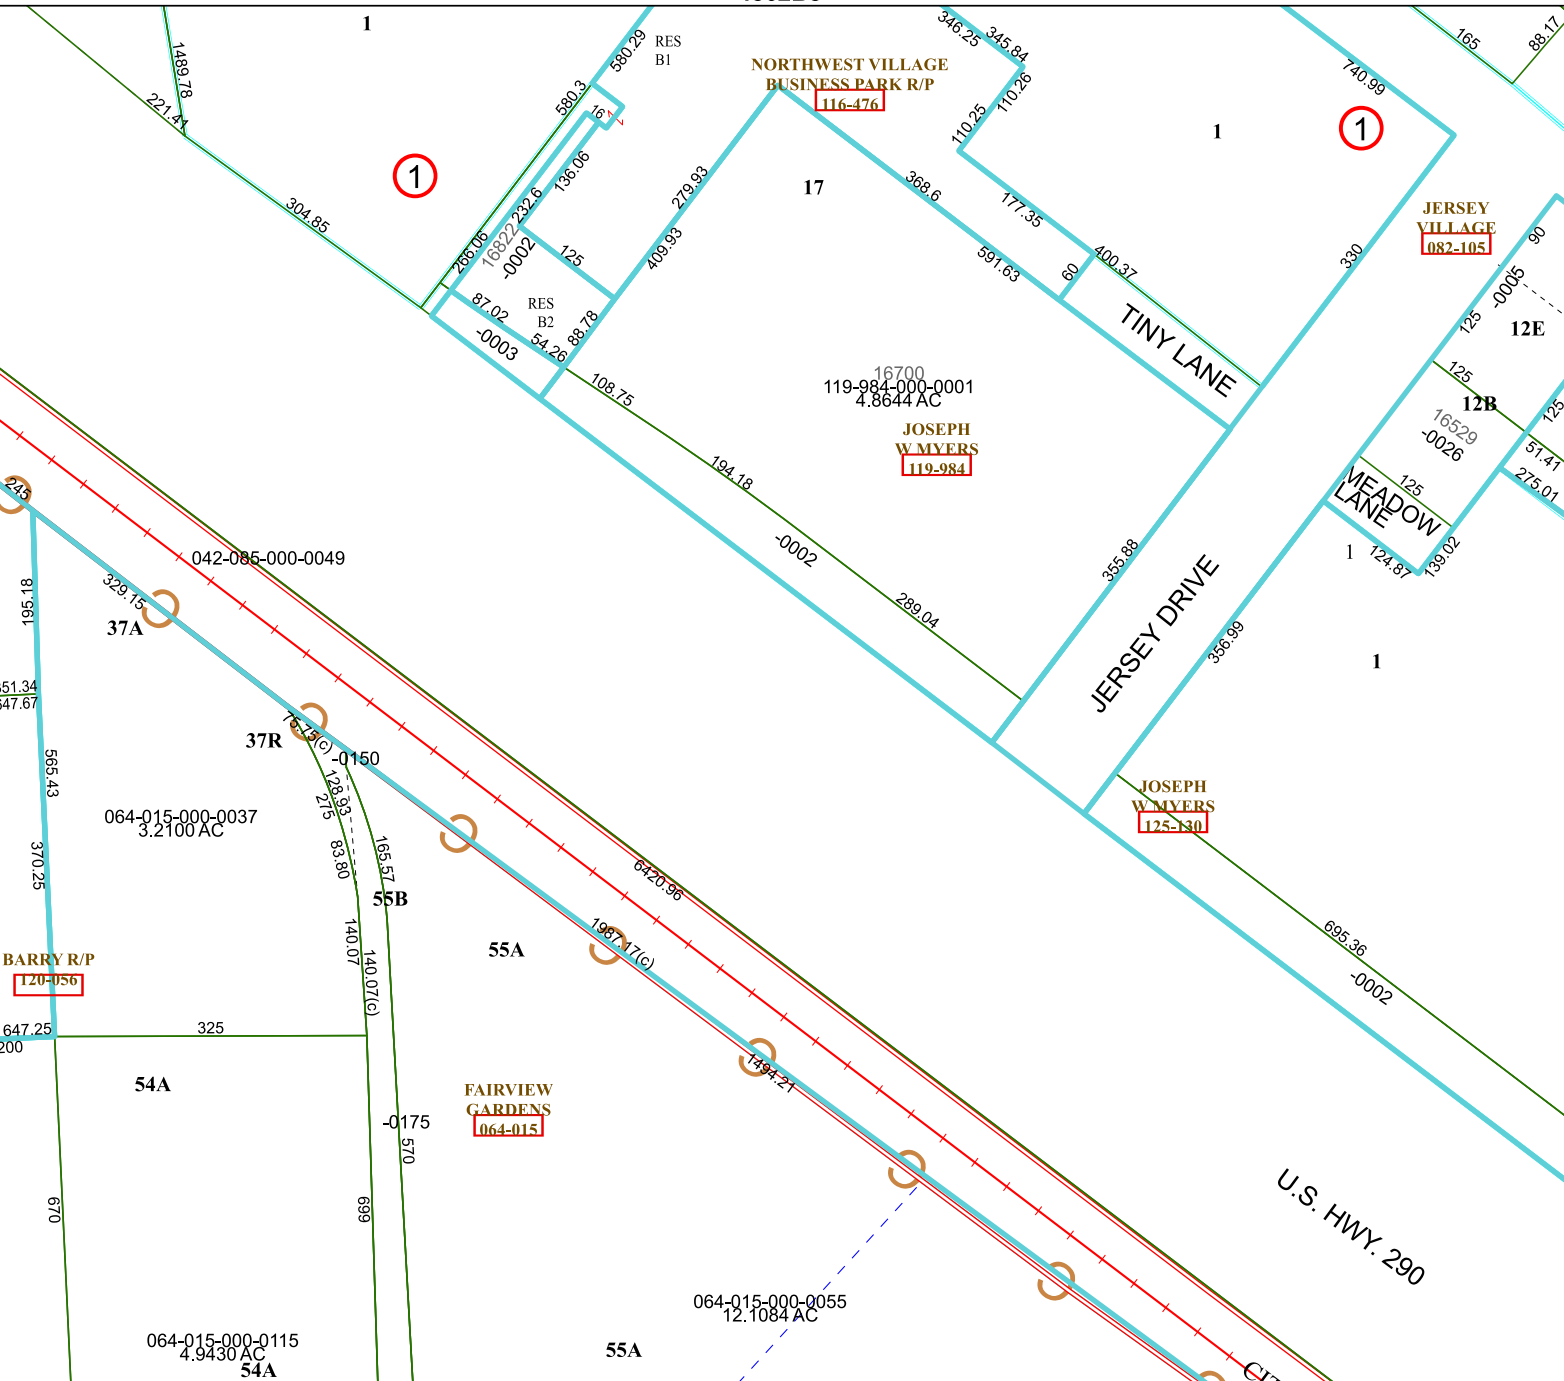 1
RES
B1
580.29
346.25
345.84
165
88.17
1489.78
NORTHWEST VILLAGE
BUSINESS PARK R/P
116-476
740.99
221.41
580.3
16
2
110.26
110.25
1
1
1
136.06
279.93
17
368.6
177.35
JERSEY
VILLAGE
082-105
90
304.85
232.6
16822
-0002
266.06
125
409.93
591.63
60
400.37
330
-0005
125
12E
87.02
RES
B2
54.26
88.78
-0003
TINY LANE
16700
119-984-000-0001
4.8644 AC
108.75
125
12B
16529
-0026
125
51.41
275.01
JOSEPH
W MYERS
119-984
194.18
125
MEADOW
LANE
1
124.87
139.02
245
042-085-000-0049
-0002
355.88
JERSEY DRIVE
195.18
329.15
37A
289.04
356.99
1
647.67
75.75(c)
37R
-0150
128.93
275
565.43
JOSEPH
W MYERS
125-130
064-015-000-0037
3.2100 AC
83.80
165.57
370.25
6420.96
55B
140.07
140.07(c)
55A
1987.17(c)
695.36
-0002
BARRY R/P
120-056
647.25
200
325
54A
1494.21
FAIRVIEW
GARDENS
064-015
-0175
570
670
699
U.S. HWY. 290
064-015-000-0055
12.1084 AC
064-015-000-0115
4.9430 AC
54A
55A